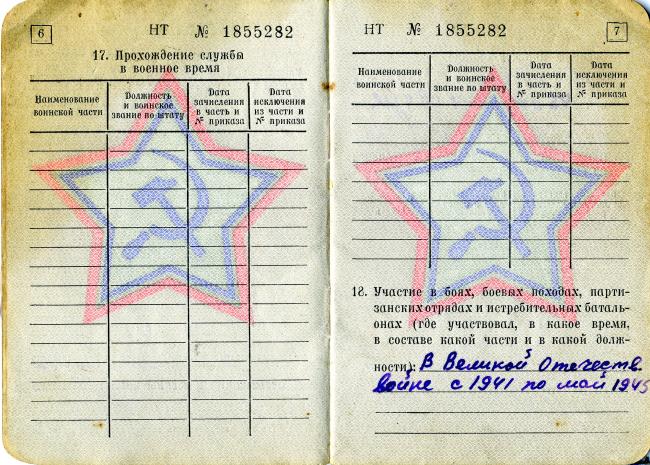 6
НТ № 1855282
17. Прохождение службы
в военное время
Наименование
воинской части
Должность
и воинское
звание по штату
Дата
зачисления
в часть и
№ приказа
Дата
исключения
из части и
№ приказа
НТ № 1855282
7
Наименование
воинской части
Должность
и воинское
звание по штату
Дата
зачисления
в часть и
№ приказа
Дата
исключения
из части и
№ приказа
18. Участие в боях, боевых походах, парти-
занских отрядах и истребительных баталь-
онах (где участвовал, в какое время,
в составе какой части и в какой долж-
ности): В Великой Отечеств.
войне с 1941 по май 1945